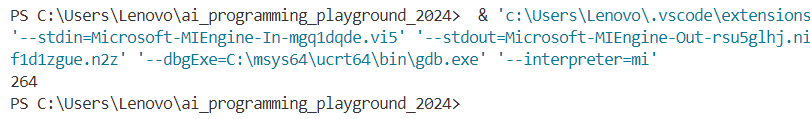 PS C:\Users\Lenovo\ai_programming_playground_2024>  & 'c:\Users\Lenovo\.vscode\extensions
'--stdin=Microsoft-MIEngine-In-mgq1dqde.vi5' '--stdout=Microsoft-MIEngine-Out-rsu5glhj.ni
f1d1zgue.n2z' '--dbgExe=C:\msys64\ucrt64\bin\gdb.exe' '--interpreter=mi'
264
PS C:\Users\Lenovo\ai_programming_playground_2024>